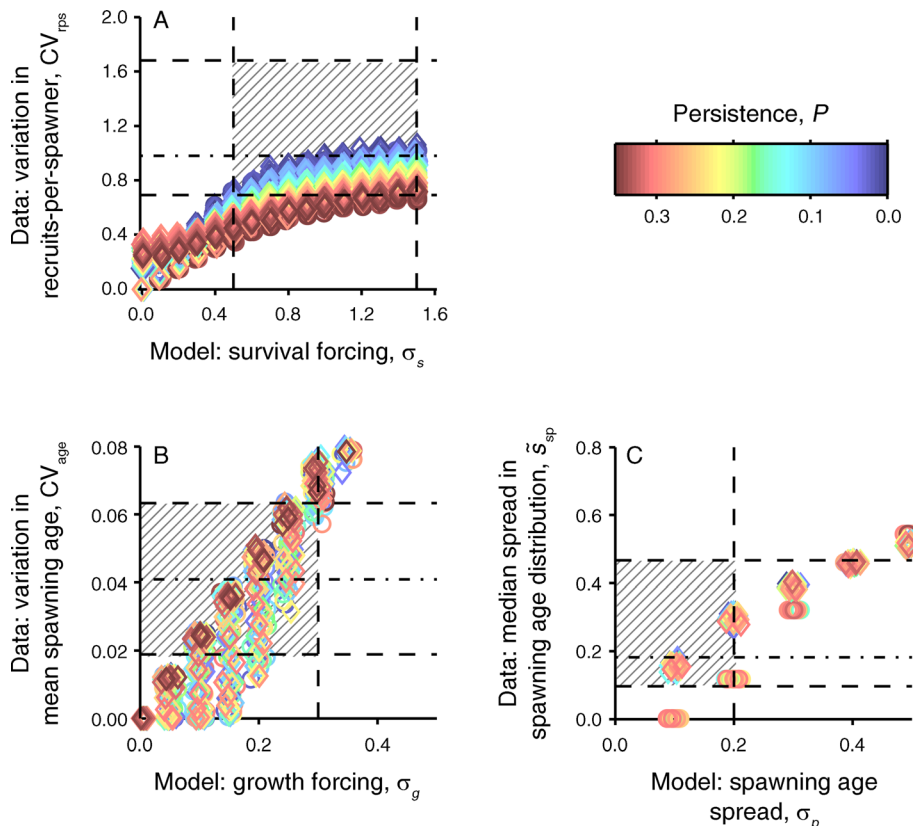 A
Data: variation in
recruits-per-spawner, CVrps
2.0
1.6
1.2
0.8
0.4
0.0
0.0
0.4
0.8
1.2
1.6
Model: survival forcing, σs
Persistence, P
0.3
0.2
0.1
0.0
B
Data: variation in
mean spawning age, CVage
0.08
0.06
0.04
0.02
0.00
0.0
0.2
0.4
Model: growth forcing, σg
C
Data: median spread in
spawning age distribution, s̃sp
0.8
0.6
0.4
0.2
0.0
0.0
0.2
0.4
Model: spawning age
spread, σp